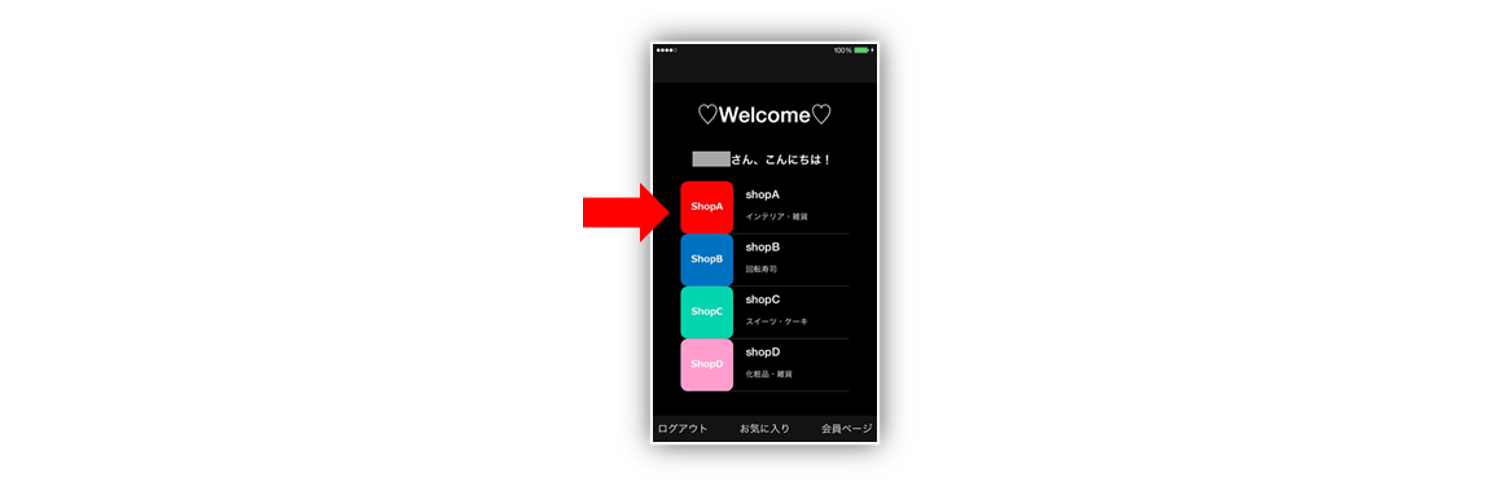 100%
♡Welcome♡
さん、こんにちは！
ShopA
shopA
インテリア・雑貨
ShopB
shopB
回転寿司
ShopC
shopC
スイーツ・ケーキ
ShopD
shopD
化粧品・雑貨
ログアウト お気に入り 会員ページ